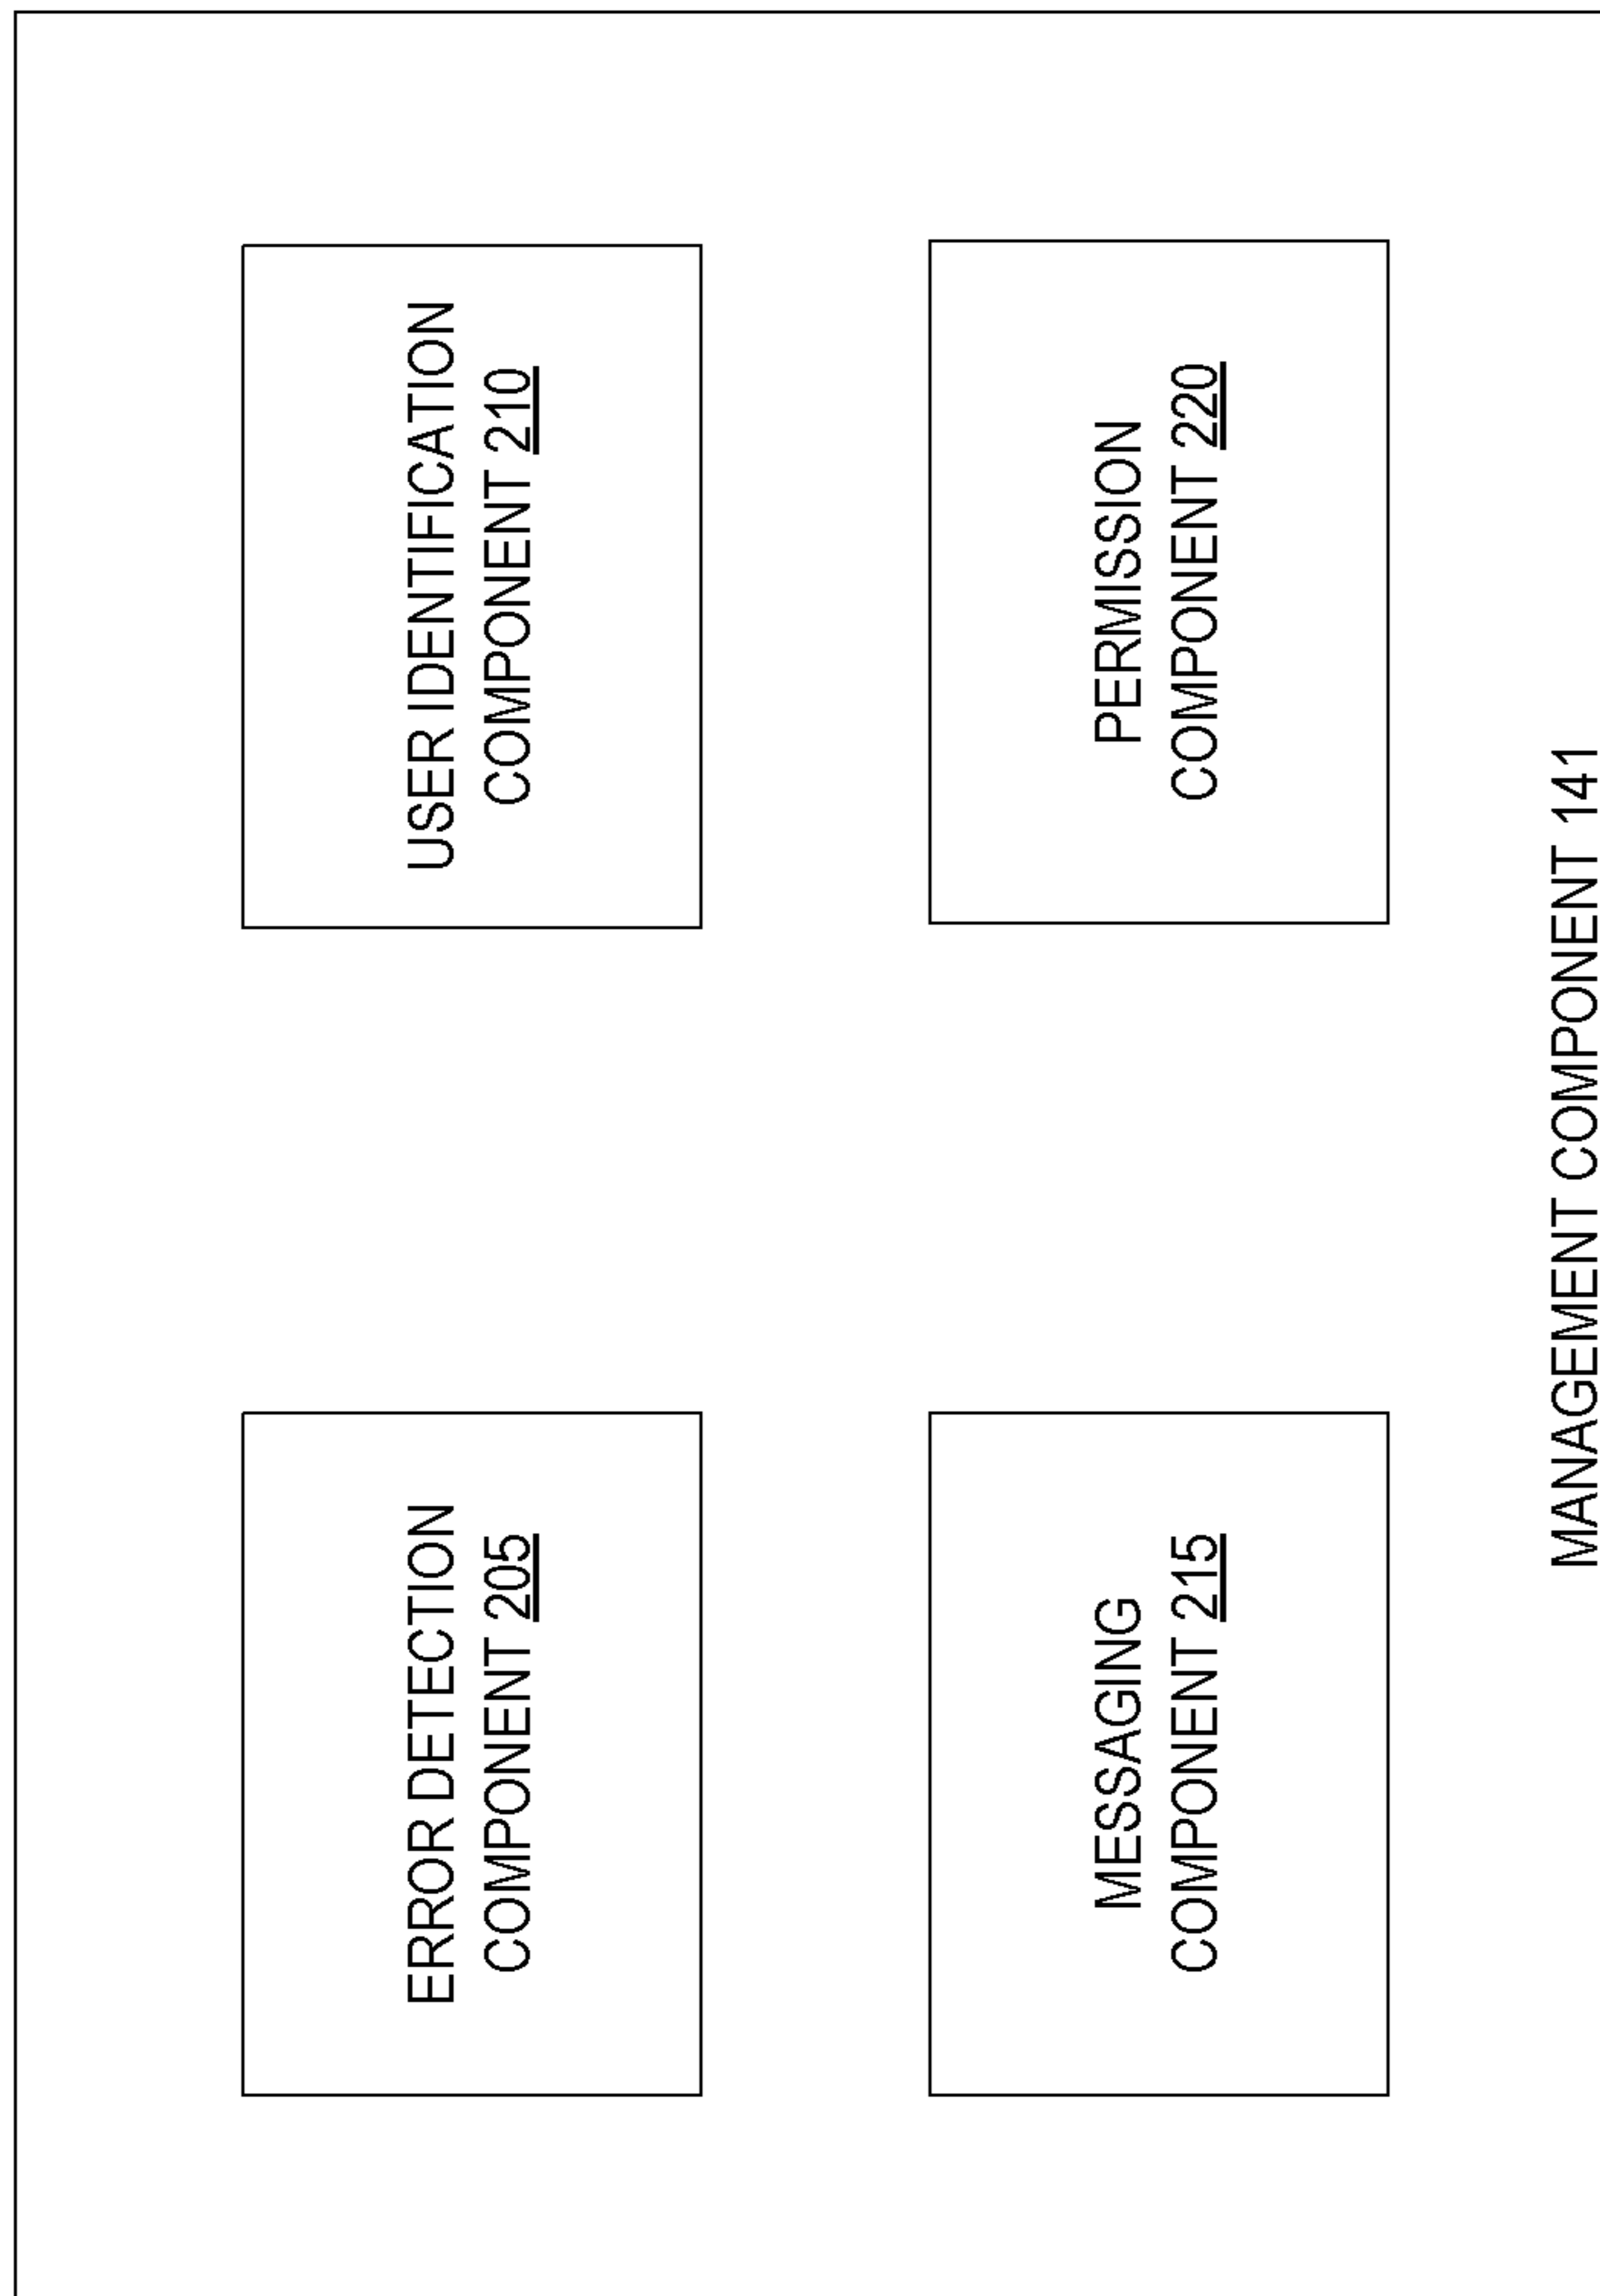 ERROR DETECTION
COMPONENT 205
USER IDENTIFICATION
COMPONENT 210
MESSAGING
COMPONENT 215
PERMISSION
COMPONENT 220
MANAGEMENT COMPONENT 141